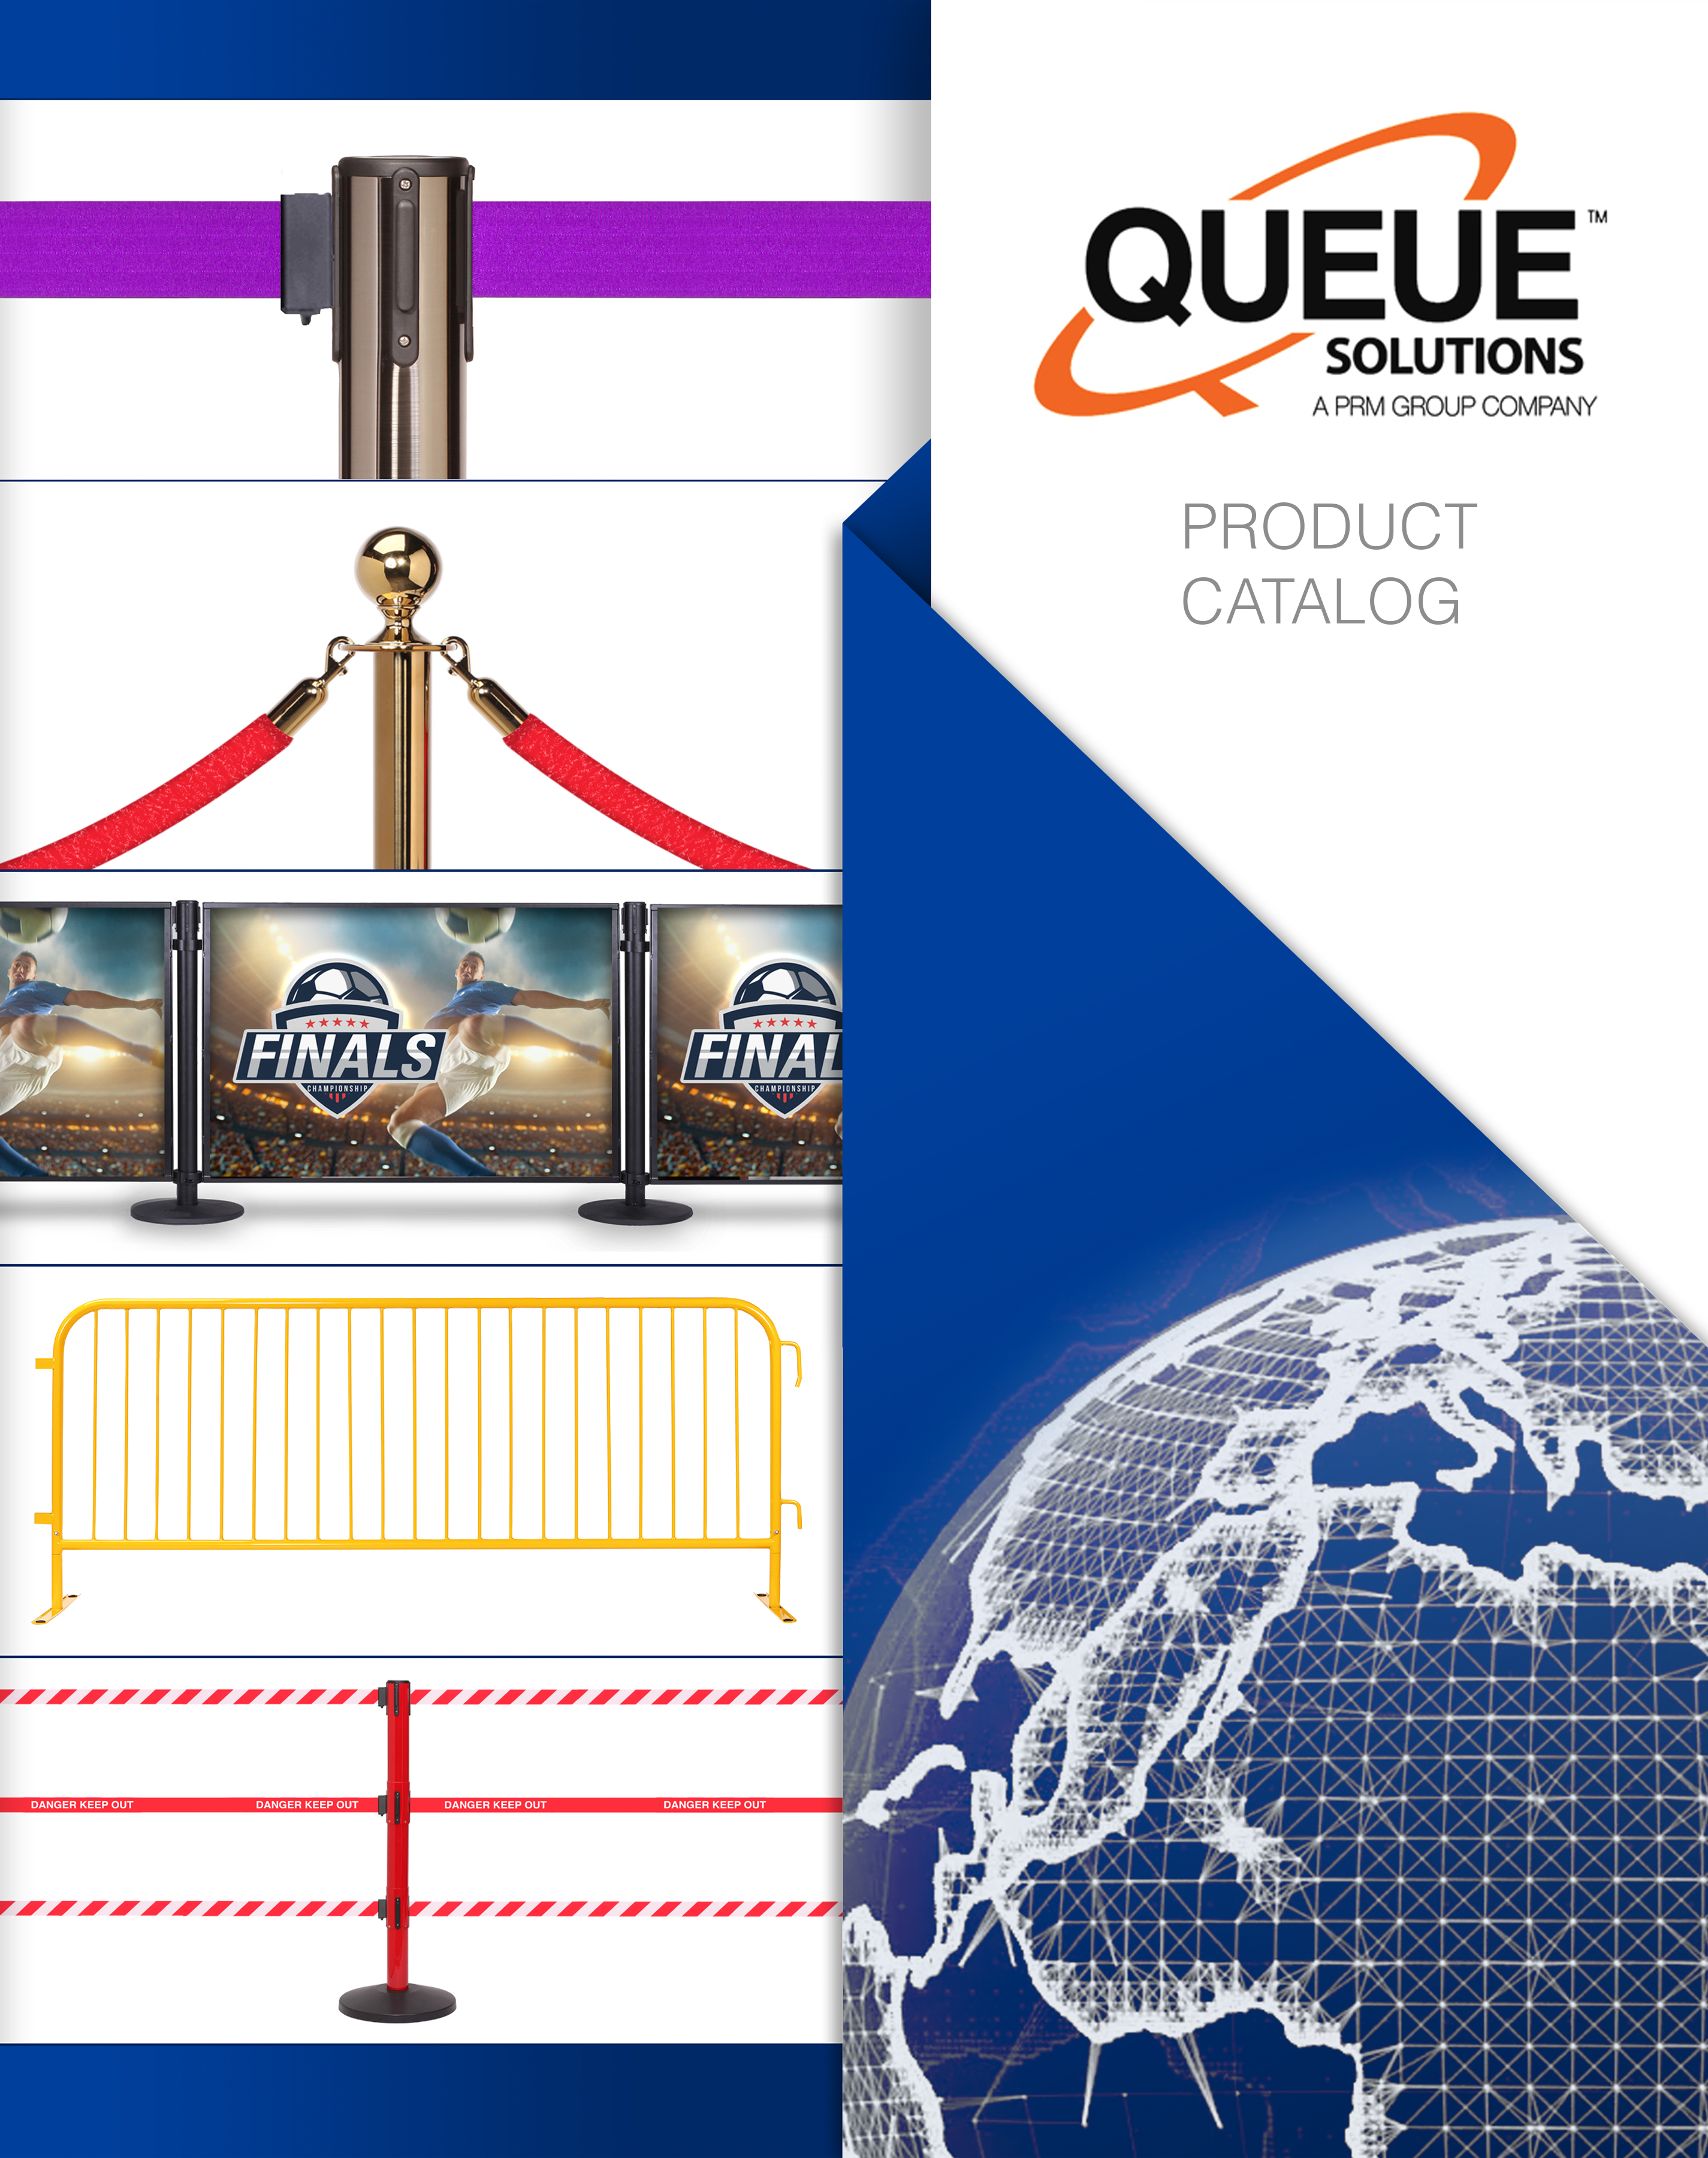 QUEUE™
SOLUTIONS
A PRM GROUP COMPANY
PRODUCT
CATALOG
FINALS
CHAMPIONSHIP
FINAL
CHAMPIONSHIP
DANGER KEEP OUT DANGER KEEP OUT DANGER KEEP OUT DANGER KEEP OUT